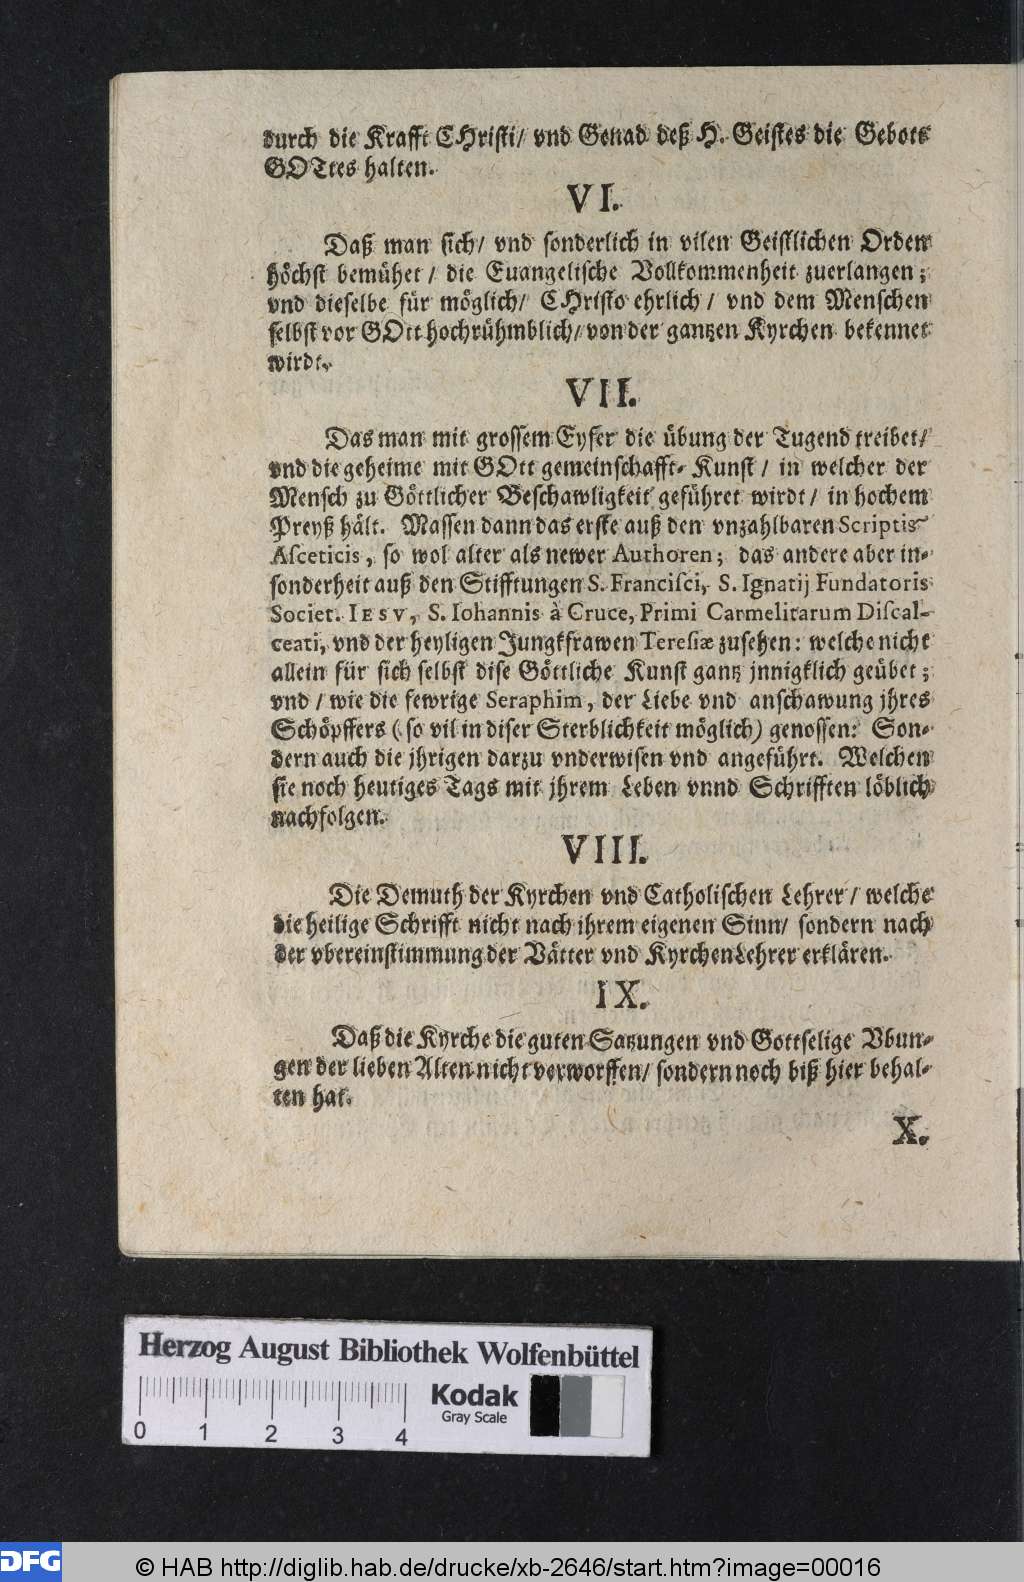 durch die Krafft CHristi/ vnd Genad deß H. Geistes die Gebott
GOTtes halten.
VI.
Daß man sich/ vnd sonderlich in vilen Geistlichen Orden
höchst bemühet/ die Euangelische Vollkommenheit zuerlangen;
vnd dieselbe für möglich/ CHristo ehrlich/ vnd dem Menschen
selbst vor GOtt hochrühmblich/ von der gantzen Kyrchen bekennet
wirdt.
VII.
Das man mit grossem Eyfer die übung der Tugend treibet/
vnd die geheime mit GOtt gemeinschafft- Kunst/ in welcher der
Mensch zu Göttlicher Beschawligkeit geführet wirdt/ in hochem
Preyß hält. Massen dann das erste auß den vnzahlbaren Scriptis
Aſceticis, so wol alter als newer Authoren; das andere aber in-
sonderheit auß den Stifftungen S. Franciſci, S. Ignatij Fundatoris
Societ. IESV, S. Iohannis à Cruce, Primi Carmelitarum Diſcal-
ceati, vnd der heyligen Jungkfrawen Tereſiæ zusehen: welche nicht
allein für sich selbst dise Göttliche Kunst gantz jnnigklich geübet;
vnd/ wie die fewrige Seraphim, der Liebe vnd anschawung jhres
Schöpffers (so vil in diser Sterblichkeit möglich) genossen: Son-
dern auch die jhrigen darzu vnderwisen vnd angeführt. Welchen
sie noch heutiges Tags mit jhrem Leben vnnd Schrifften löblich
nachfolgen.
VIII.
Die Demuth der Kyrchen vnd Catholischen Lehrer/ welche
die heilige Schrifft nicht nach ihrem eigenen Sinn/ sondern nach
der vbereinstimmung der Vätter vnd KyrchenLehrer erklären.
IX.
Daß die Kyrche die guten Satzungen vnd Gottselige Vbun-
gen der lieben Alten nicht verworffen/ sondern noch biß hier behal-
ten hat.
X.
Herzog August Bibliothek Wolfenbüttel
Kodak
Gray Scale
0 1 2 3 4
DFG
© HAB http://diglib.hab.de/drucke/xb-2646/start.htm?image=00016